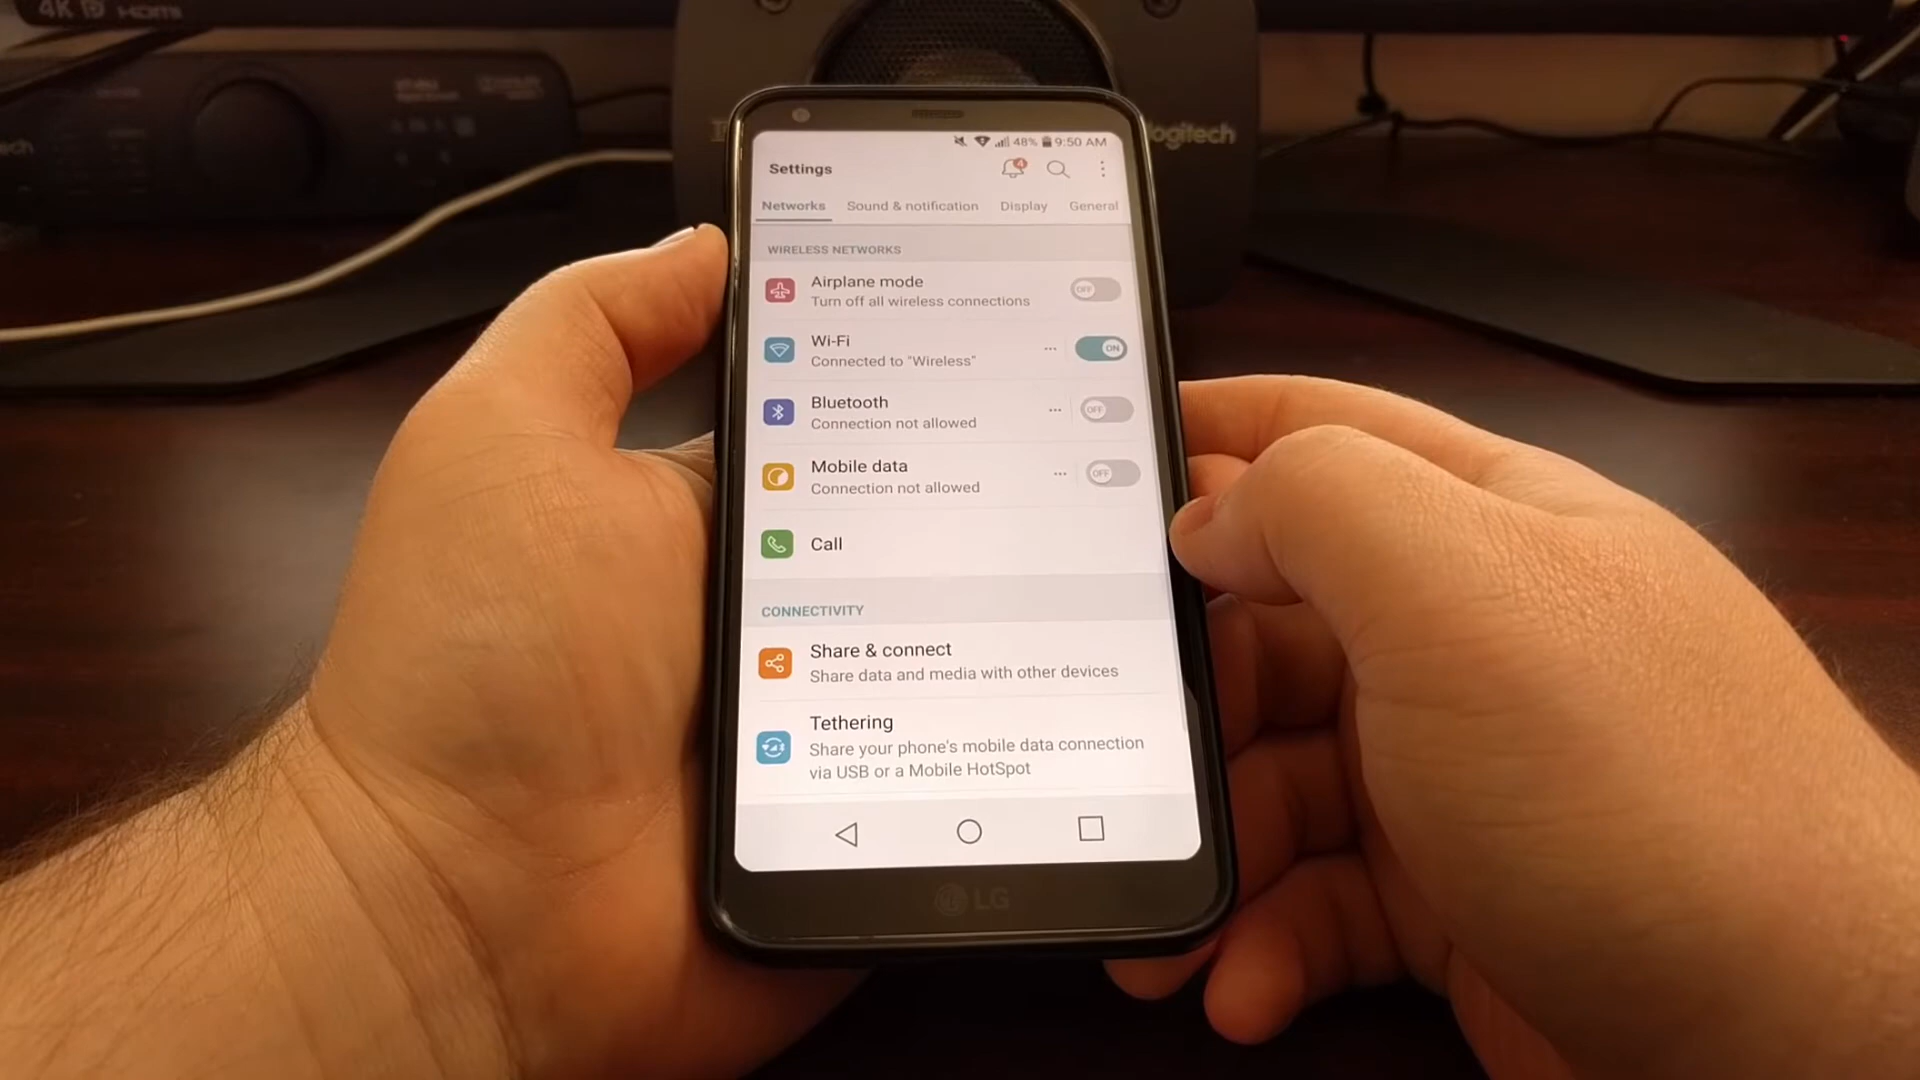 4K HDMI
logitech
48% 9:50 AM
Settings
4
Networks Sound & notification Display General
WIRELESS NETWORKS
Airplane mode
OFF
Turn off all wireless connections
Wi-Fi
ON
Connected to "Wireless"
Bluetooth
OFF
Connection not allowed
Mobile data
OFF
Connection not allowed
Call
CONNECTIVITY
Share & connect
Share data and media with other devices
Tethering
Share your phone's mobile data connection
via USB or a Mobile HotSpot
LG